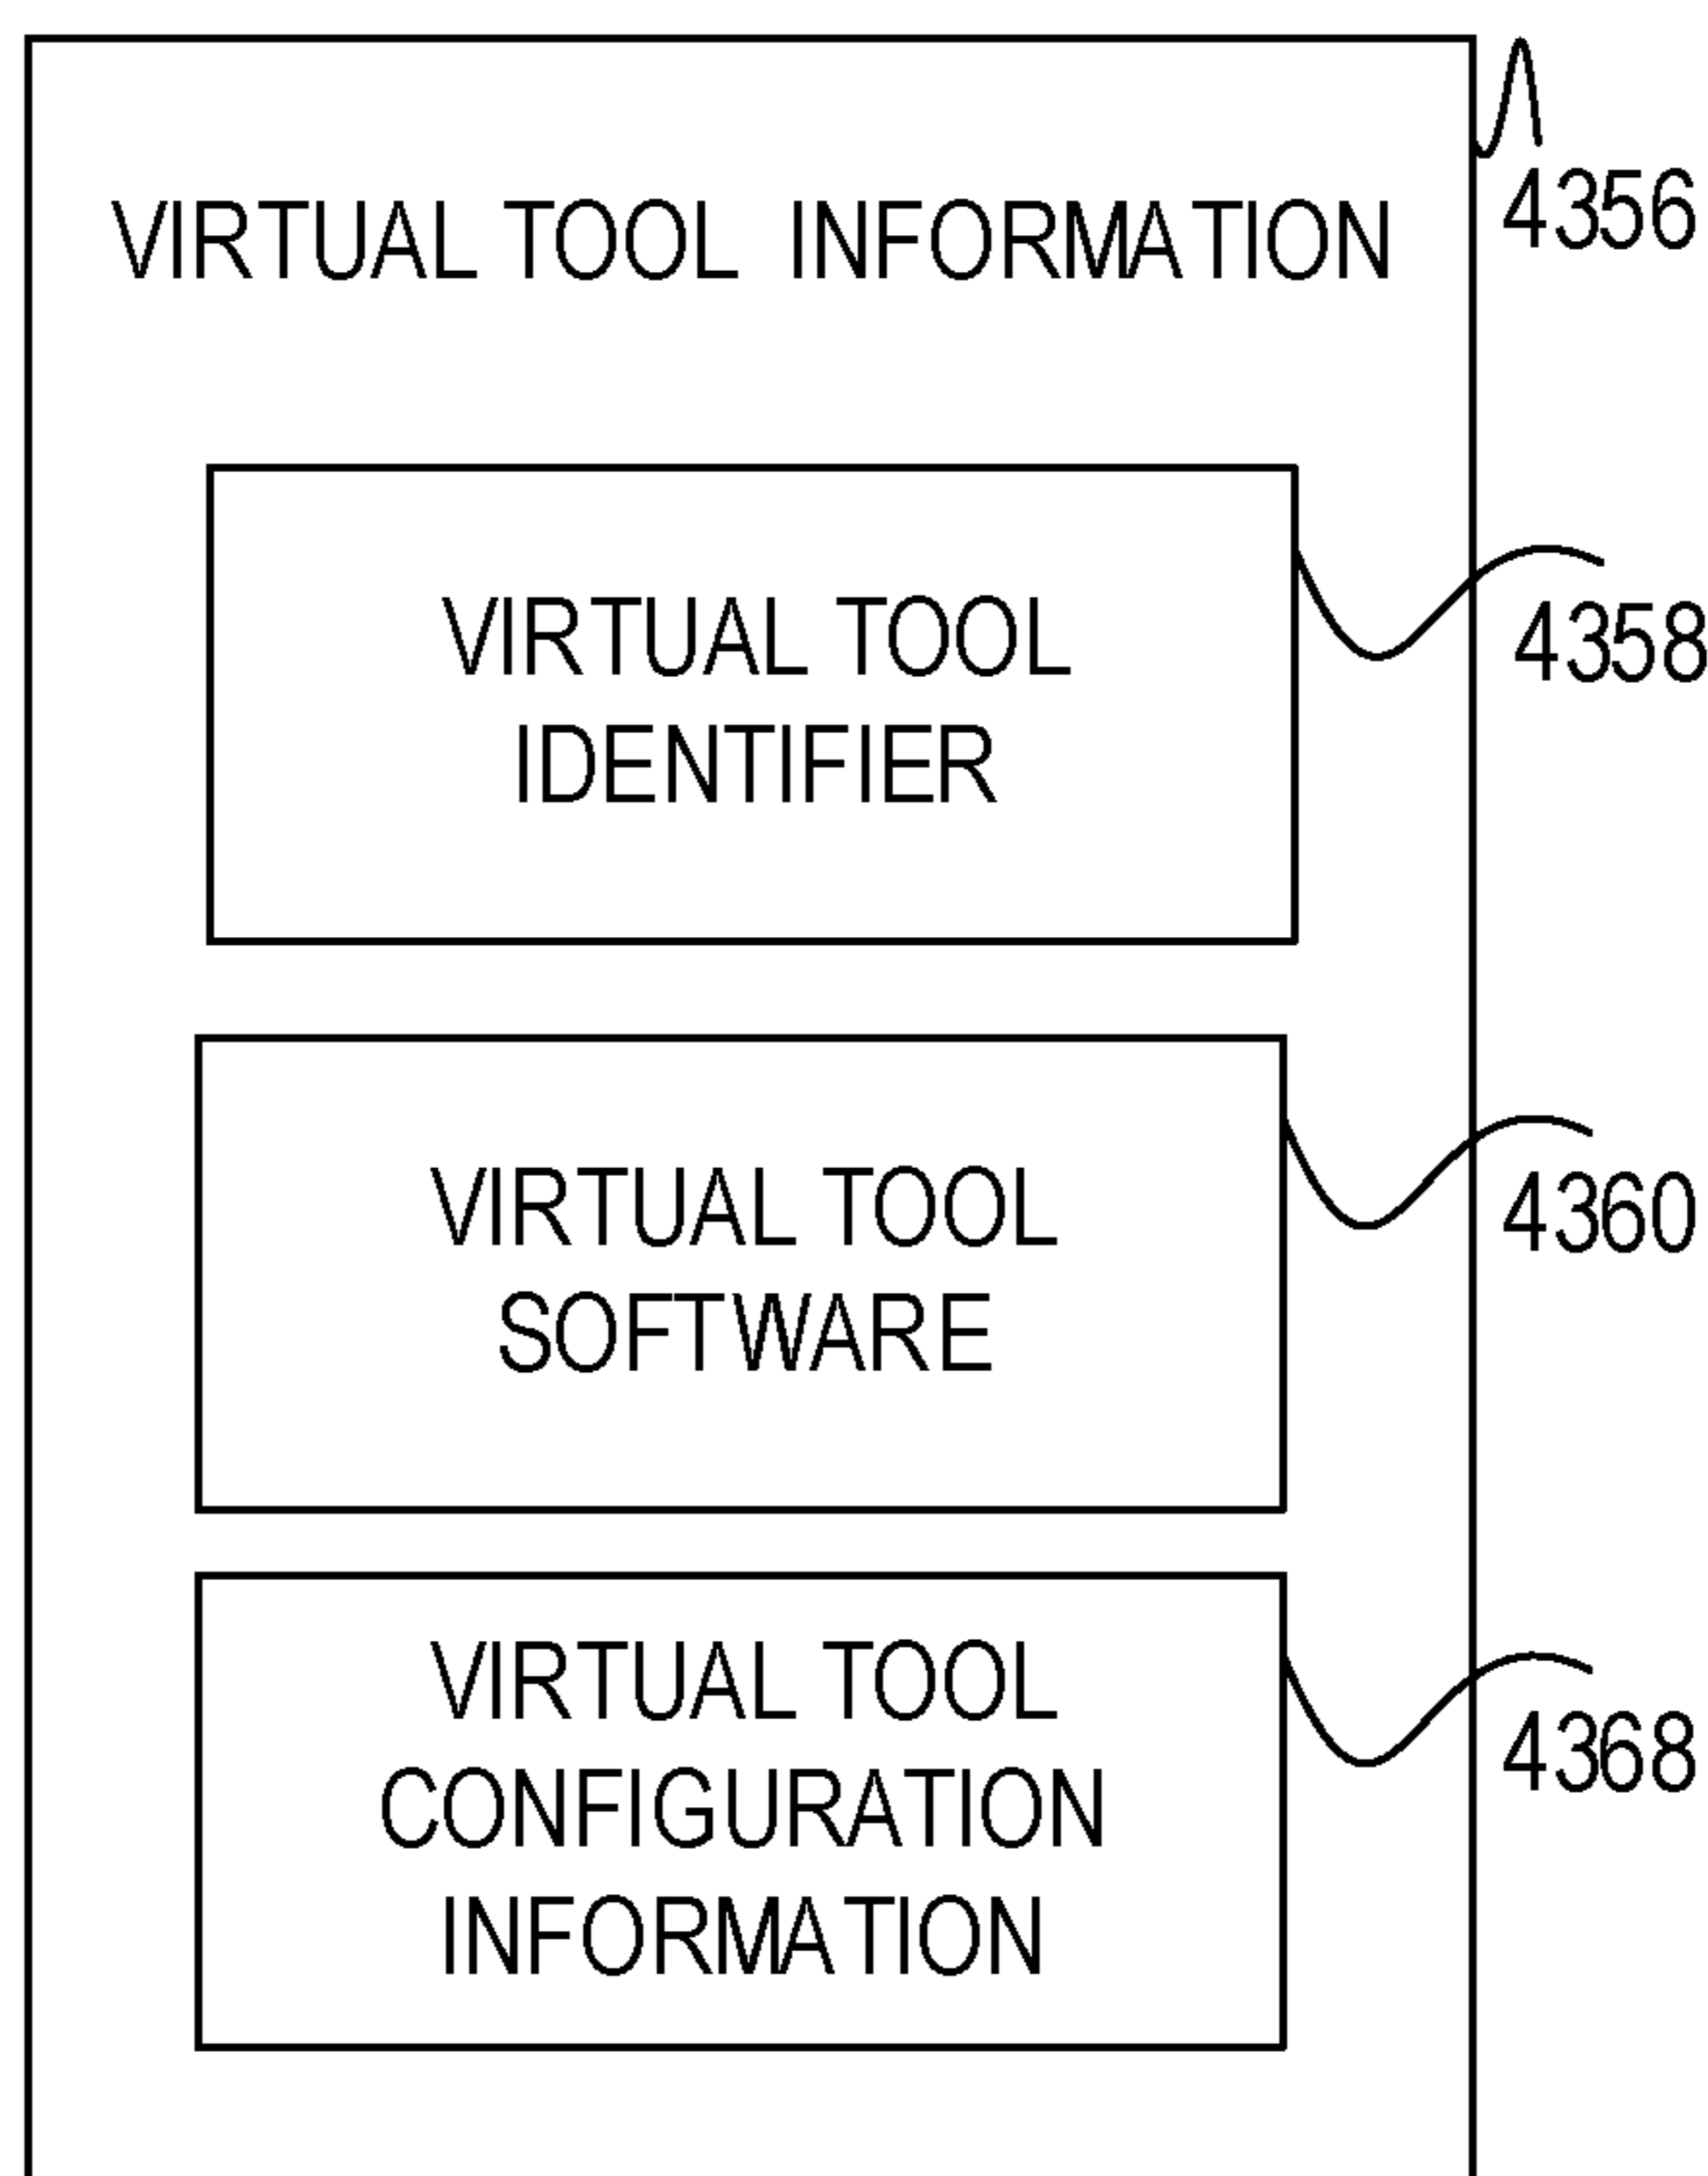 VIRTUAL TOOL INFORMATION
4356
VIRTUAL TOOL
IDENTIFIER
4358
VIRTUAL TOOL
SOFTWARE
4360
VIRTUAL TOOL
CONFIGURATION
INFORMATION
4368